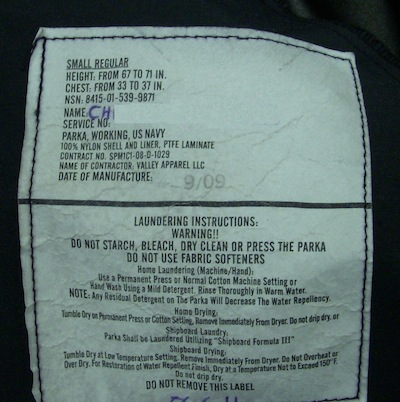 SMALL REGULAR
HEIGHT: FROM 67 TO 71 IN.
CHEST: FROM 33 TO 37 IN.
NSN: 8415-01-539-9871
NAME CH
SERVICE NO:
PARKA, WORKING, US NAVY
100% NYLON SHELL AND LINER, PTFE LAMINATE
CONTRACT NO. SPM1C1-08-D-1029
NAME OF CONTRACTOR: VALLEY APPAREL LLC
DATE OF MANUFACTURE: 9/09
LAUNDERING INSTRUCTIONS:
WARNING!!
DO NOT STARCH, BLEACH, DRY CLEAN OR PRESS THE PARKA
DO NOT USE FABRIC SOFTENERS
Home Laundering (Machine/Hand):
Use a Permanent Press or Normal Cotton Machine Setting or
Hand Wash Using a Mild Detergent. Rinse Thoroughly in Warm Water.
NOTE: Any Residual Detergent on the Parka Will Decrease The Water Repellency.
Home Drying:
Tumble Dry on Permanent Press or Cotton Setting, Remove Immediately From Dryer. Do not drip dry, or
Shipboard Laundry:
Parka Shall be Laundered Utilizing "Shipboard Formula III"
Shipboard Drying:
Tumble Dry at Low Temperature Setting. Remove Immediately From Dryer. Do Not Overheat or
Over Dry. For Restoration of Water Repellent Finish, Dry at a Temperature Not to Exceed 150°F.
Do not drip dry.
DO NOT REMOVE THIS LABEL